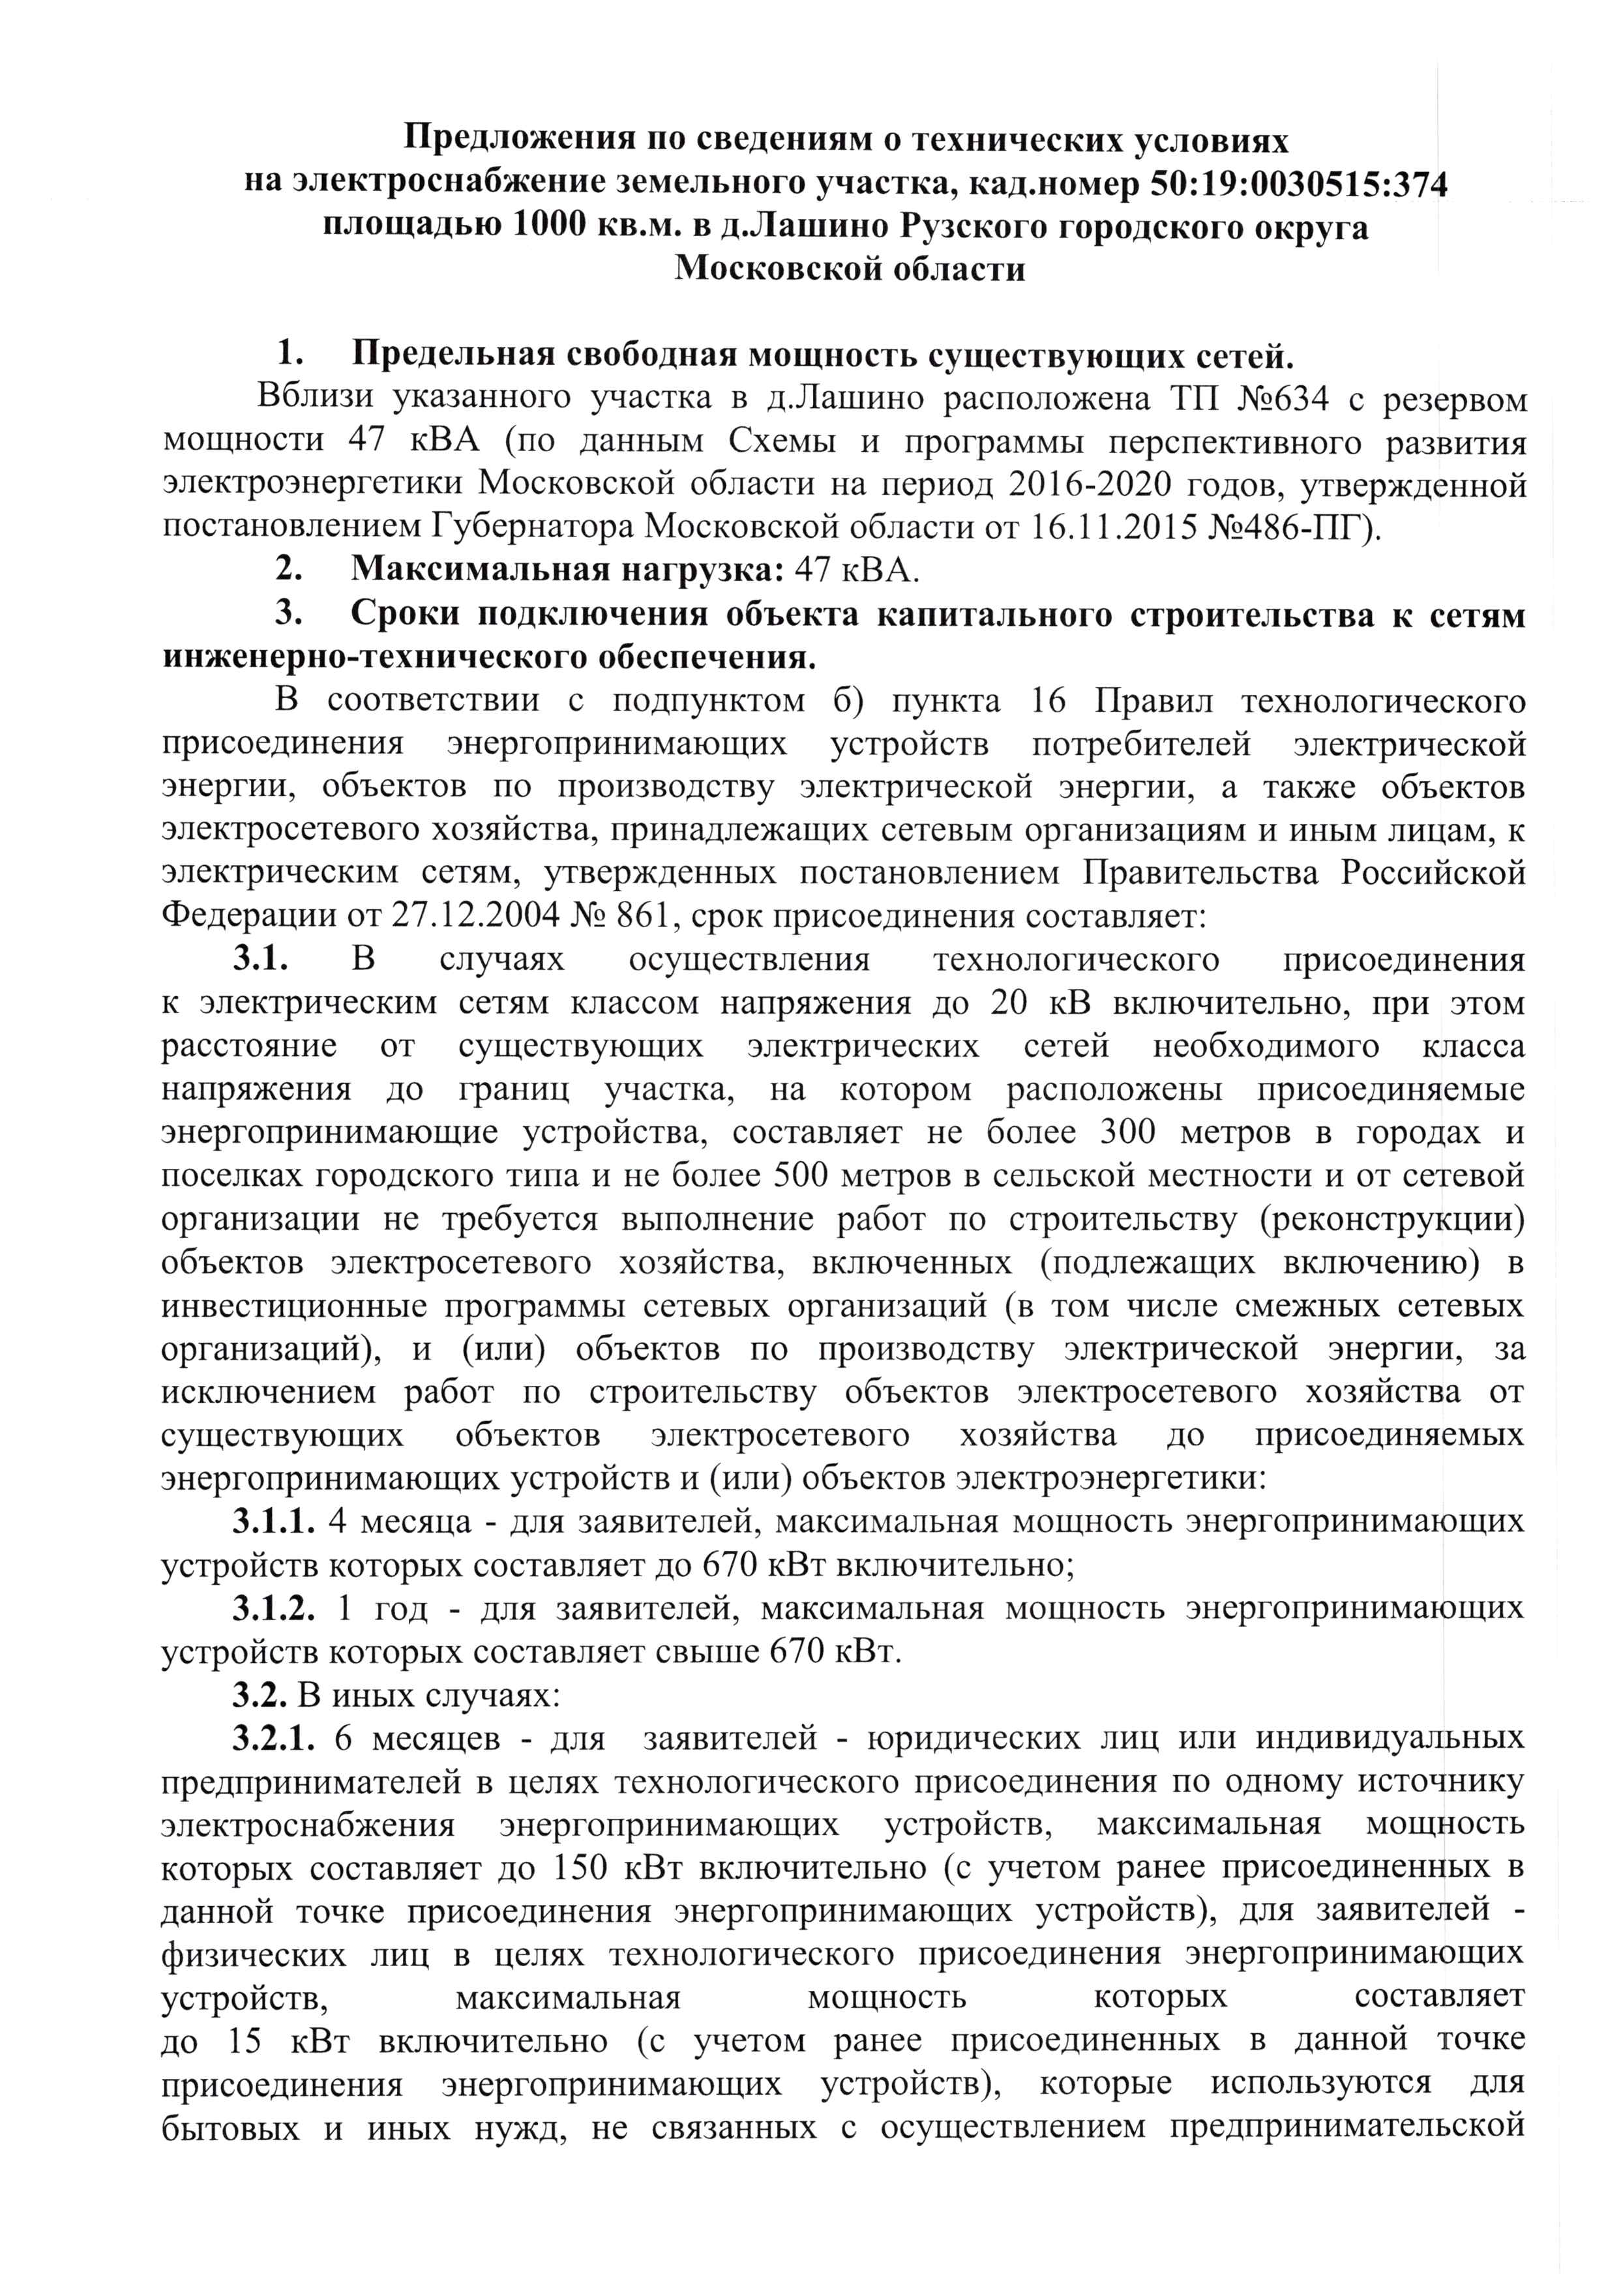 Предложения по сведениям о технических условиях
на электроснабжение земельного участка, кад.номер 50:19:0030515:374
площадью 1000 кв.м. в д.Лашино Рузского городского округа
Московской области
1. Предельная свободная мощность существующих сетей.
Вблизи указанного участка в д.Лашино расположена ТП №634 с резервом
мощности 47 кВА (по данным Схемы и программы перспективного развития
электроэнергетики Московской области на период 2016-2020 годов, утвержденной
постановлением Губернатора Московской области от 16.11.2015 №486-ПГ).
2. Максимальная нагрузка: 47 кВА.
3. Сроки подключения объекта капитального строительства к сетям
инженерно-технического обеспечения.
В соответствии с подпунктом б) пункта 16 Правил технологического
присоединения энергопринимающих устройств потребителей электрической
энергии, объектов по производству электрической энергии, а также объектов
электросетевого хозяйства, принадлежащих сетевым организациям и иным лицам, к
электрическим сетям, утвержденных постановлением Правительства Российской
Федерации от 27.12.2004 № 861, срок присоединения составляет:
3.1. В случаях осуществления технологического присоединения
к электрическим сетям классом напряжения до 20 кВ включительно, при этом
расстояние от существующих электрических сетей необходимого класса
напряжения до границ участка, на котором расположены присоединяемые
энергопринимающие устройства, составляет не более 300 метров в городах и
поселках городского типа и не более 500 метров в сельской местности и от сетевой
организации не требуется выполнение работ по строительству (реконструкции)
объектов электросетевого хозяйства, включенных (подлежащих включению) в
инвестиционные программы сетевых организаций (в том числе смежных сетевых
организаций), и (или) объектов по производству электрической энергии, за
исключением работ по строительству объектов электросетевого хозяйства от
существующих объектов электросетевого хозяйства до присоединяемых
энергопринимающих устройств и (или) объектов электроэнергетики:
3.1.1. 4 месяца - для заявителей, максимальная мощность энергопринимающих
устройств которых составляет до 670 кВт включительно;
3.1.2. 1 год - для заявителей, максимальная мощность энергопринимающих
устройств которых составляет свыше 670 кВт.
3.2. В иных случаях:
3.2.1. 6 месяцев - для заявителей - юридических лиц или индивидуальных
предпринимателей в целях технологического присоединения по одному источнику
электроснабжения энергопринимающих устройств, максимальная мощность
которых составляет до 150 кВт включительно (с учетом ранее присоединенных в
данной точке присоединения энергопринимающих устройств), для заявителей -
физических лиц в целях технологического присоединения энергопринимающих
устройств, максимальная мощность которых составляет
до 15 кВт включительно (с учетом ранее присоединенных в данной точке
присоединения энергопринимающих устройств), которые используются для
бытовых и иных нужд, не связанных с осуществлением предпринимательской